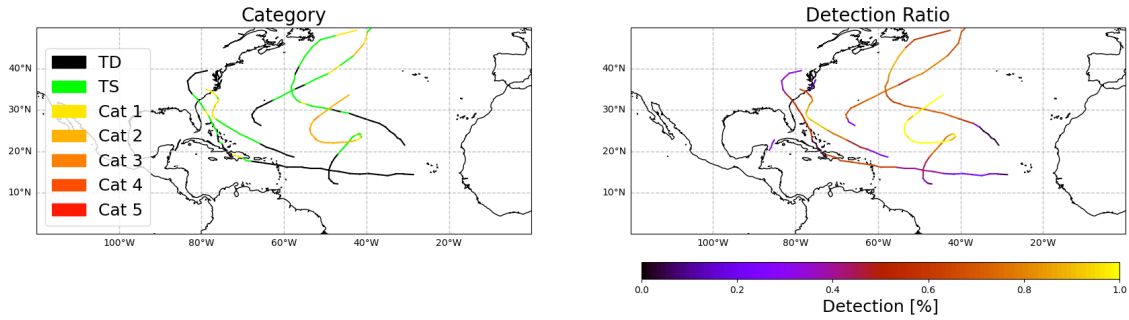 Category
TD
TS
Cat 1
Cat 2
Cat 3
Cat 4
Cat 5
40°N
30°N
20°N
10°N
100°W
80°W
60°W
40°W
20°W
Detection Ratio
40°N
30°N
20°N
10°N
100°W
80°W
60°W
40°W
20°W
0.0
0.2
0.4
0.6
0.8
1.0
Detection [%]